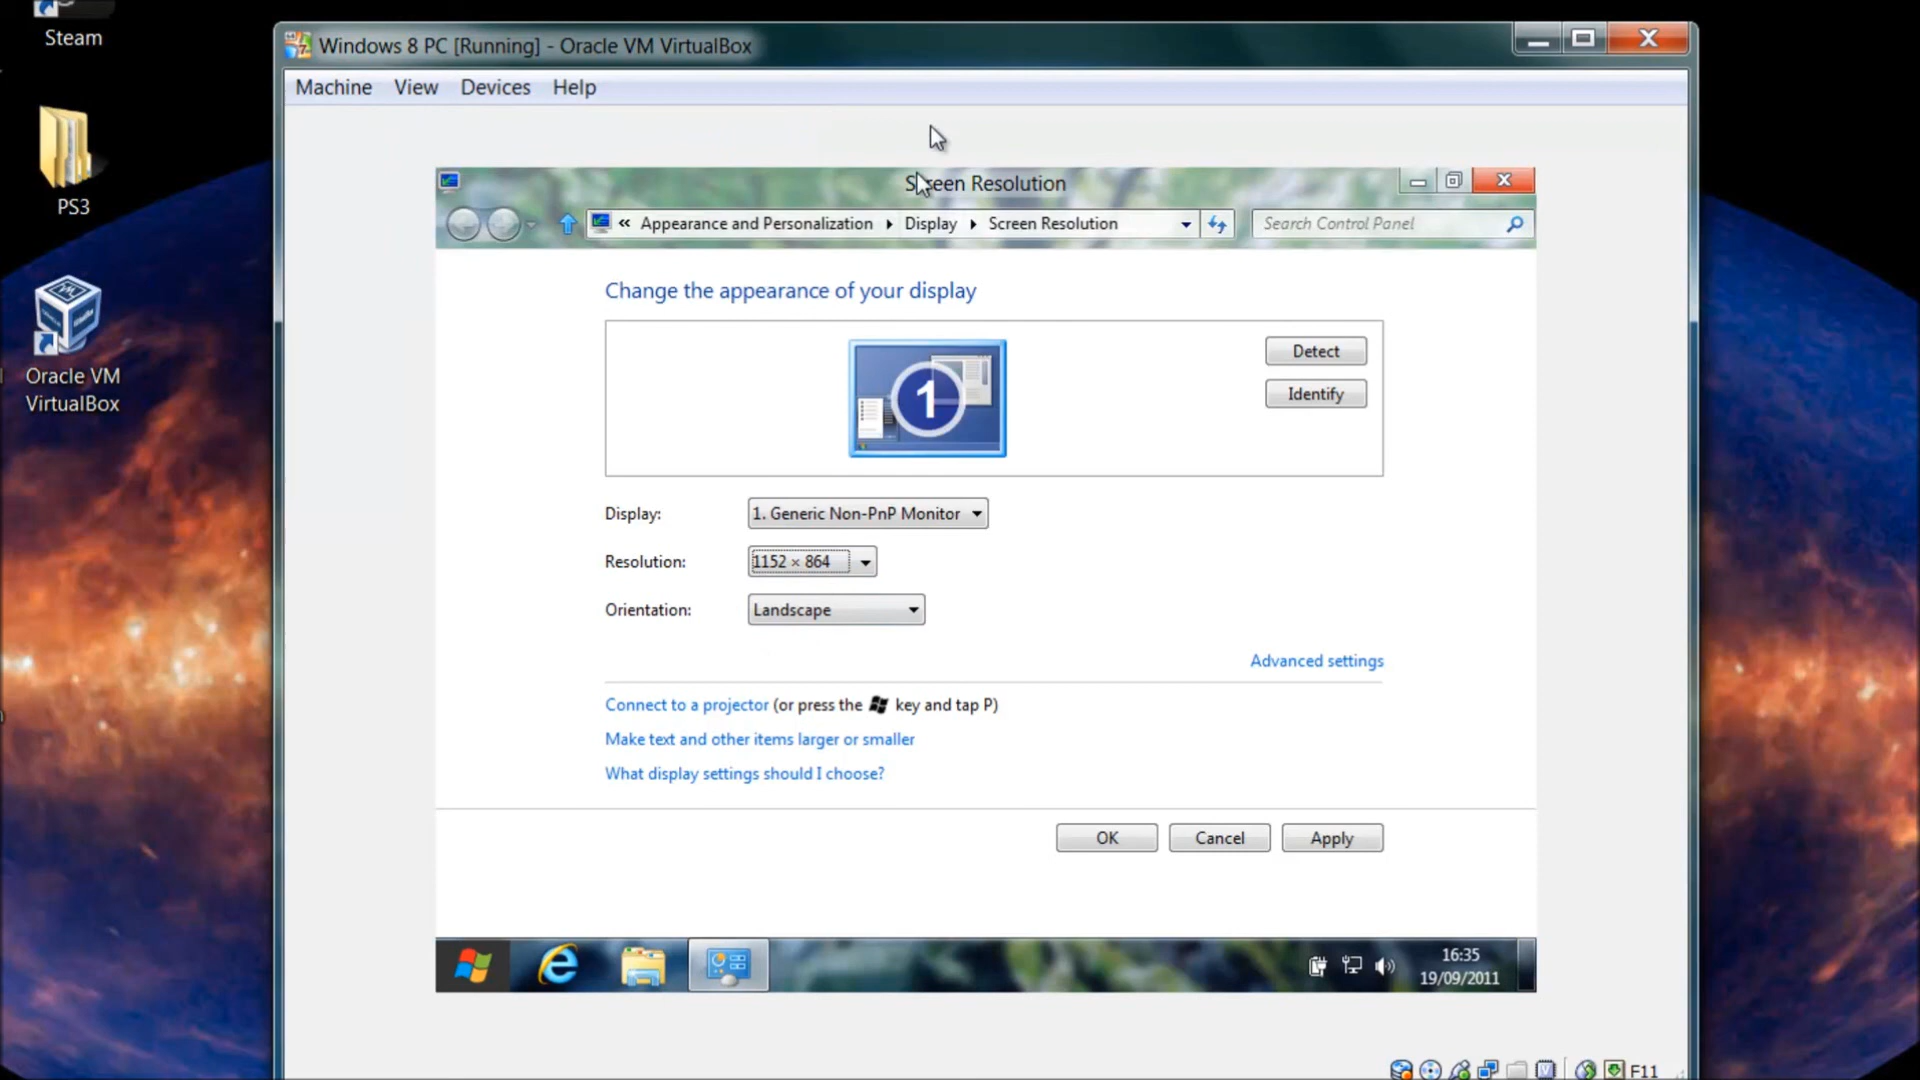 Steam
PS3
Oracle VM
VirtualBox
Windows 8 PC [Running] - Oracle VM VirtualBox
Machine View Devices Help
Screen Resolution
« Appearance and Personalization Display Screen Resolution
Search Control Panel
Change the appearance of your display
1
Detect
Identify
Display: 1. Generic Non-PnP Monitor
Resolution: 1152 × 864
Orientation: Landscape
Advanced settings
Connect to a projector (or press the key and tap P)
Make text and other items larger or smaller
What display settings should I choose?
OK Cancel Apply
16:35
19/09/2011
F11